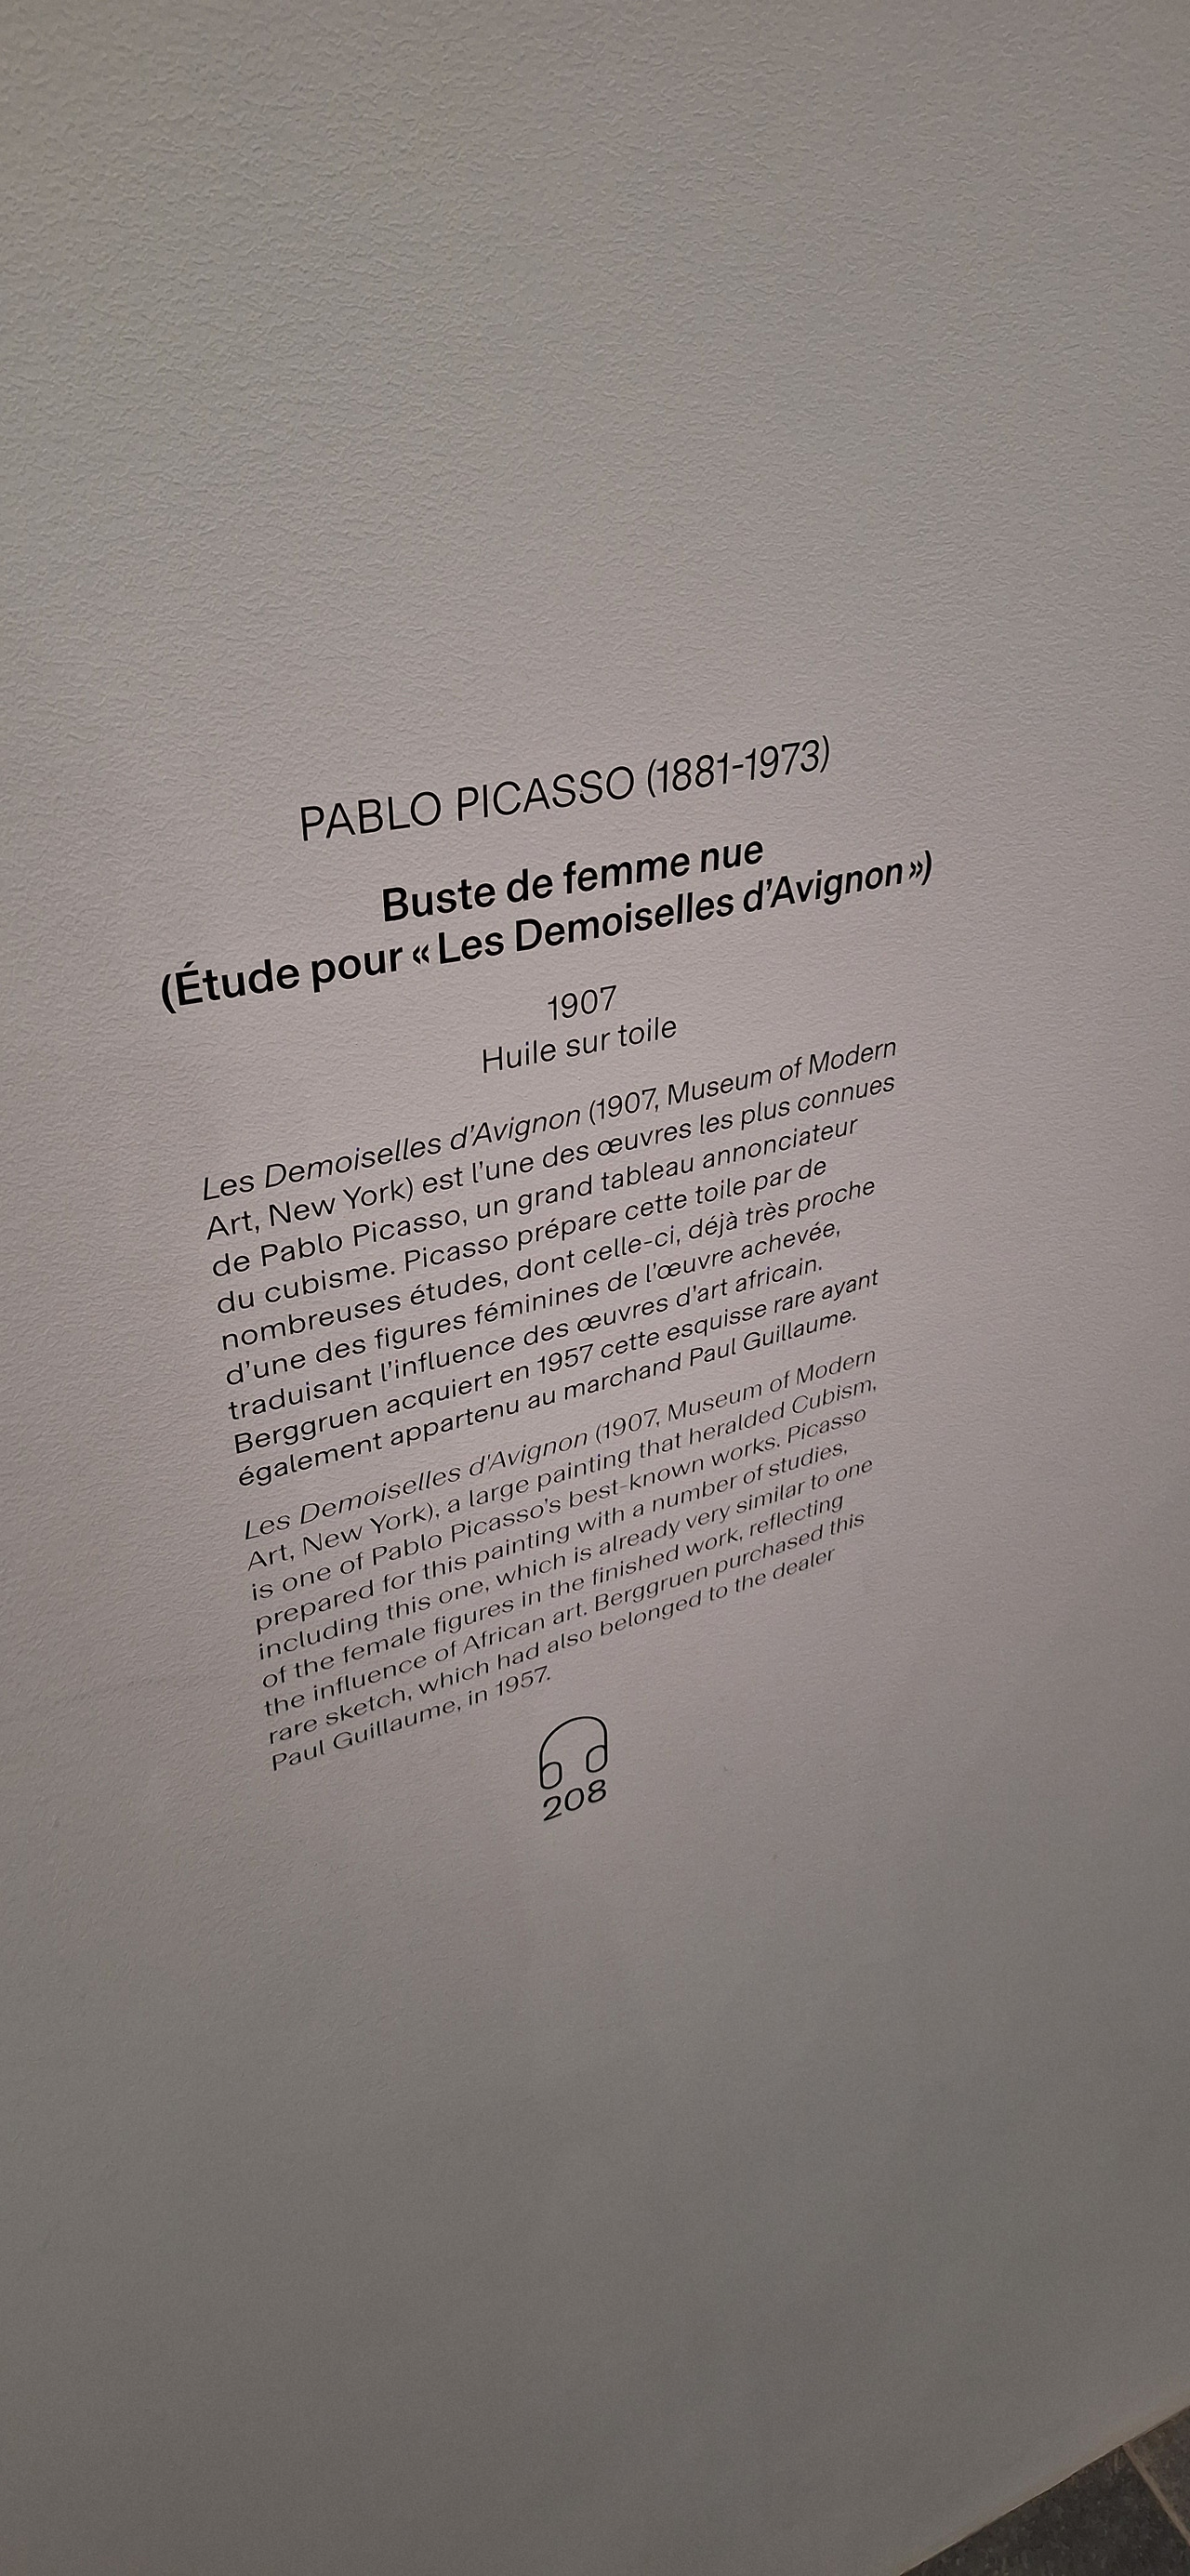 PABLO PICASSO (1881-1973)
Buste de femme nue
(Étude pour « Les Demoiselles d’Avignon »)
1907
Huile sur toile
Les Demoiselles d’Avignon (1907, Museum of Modern
Art, New York) est l’une des œuvres les plus connues
de Pablo Picasso, un grand tableau annonciateur
du cubisme. Picasso prépare cette toile par de
nombreuses études, dont celle-ci, déjà très proche
d’une des figures féminines de l’œuvre achevée,
traduisant l’influence des œuvres d’art africain.
Berggruen acquiert en 1957 cette esquisse rare ayant
également appartenu au marchand Paul Guillaume.
Les Demoiselles d’Avignon (1907, Museum of Modern
Art, New York), a large painting that heralded Cubism,
is one of Pablo Picasso’s best-known works. Picasso
prepared for this painting with a number of studies,
including this one, which is already very similar to one
of the female figures in the finished work, reflecting
the influence of African art. Berggruen purchased this
rare sketch, which had also belonged to the dealer
Paul Guillaume, in 1957.
208